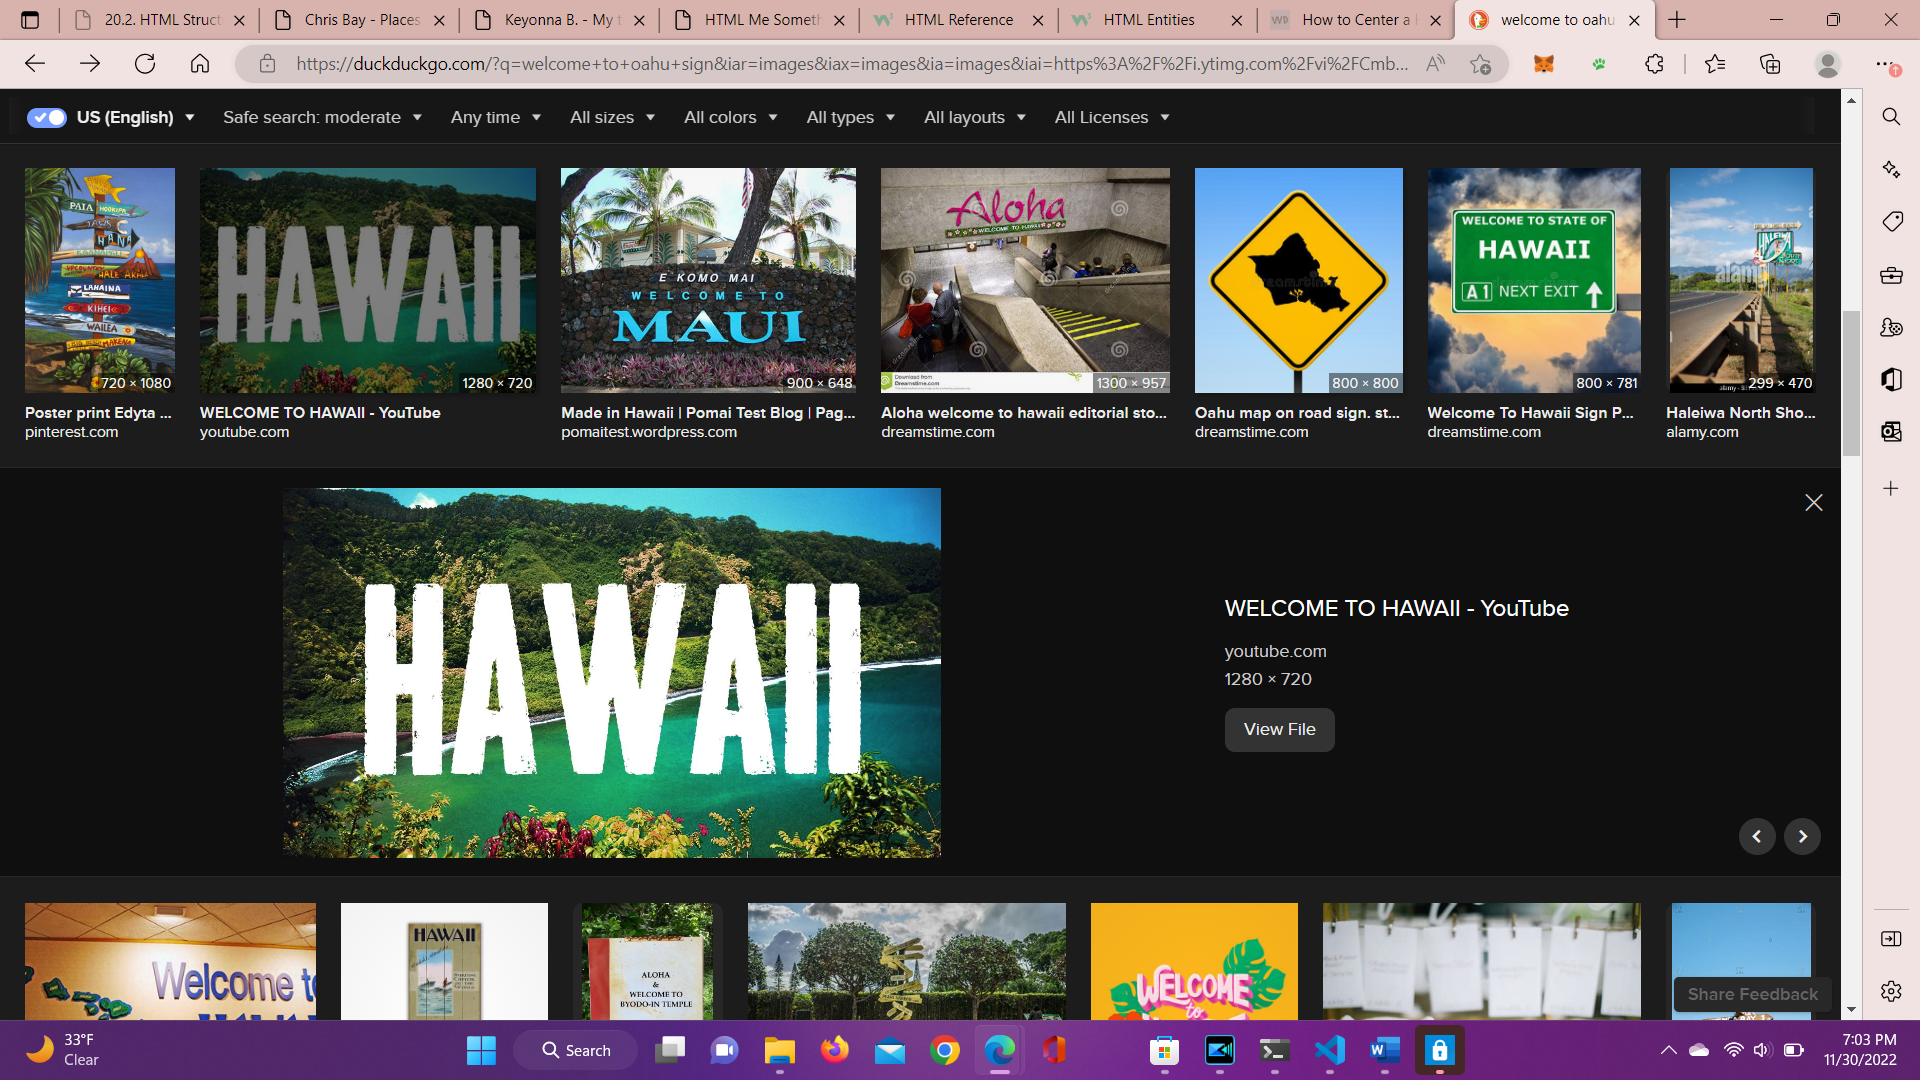 20.2. HTML Struct
Chris Bay - Places
Keyonna B. - My t
HTML Me Someth
HTML Reference
HTML Entities
How to Center a
welcome to oahu
https://duckduckgo.com/?q=welcome+to+oahu+sign&iar=images&iax=images&ia=images&iai=https%3A%2F%2Fi.ytimg.com%2Fvi%2FCmb...
US (English)
Safe search: moderate
Any time
All sizes
All colors
All types
All layouts
All Licenses
PAIA
HOOKIPA
HANA
LAHAINA
KIHEI
WAILEA
MAKENA
720 × 1080
Poster print Edyta ...
pinterest.com
HAWAII
1280 × 720
WELCOME TO HAWAII - YouTube
youtube.com
E KOMO MAI
WELCOME TO
MAUI
900 × 648
Made in Hawaii | Pomai Test Blog | Pag...
pomaitest.wordpress.com
Aloha
WELCOME TO HAWAII
Download from
Dreamstime.com
1300 × 957
Aloha welcome to hawaii editorial sto...
dreamstime.com
dreamstime
800 × 800
Oahu map on road sign. st...
dreamstime.com
WELCOME TO STATE OF
HAWAII
A1 NEXT EXIT
800 × 781
Welcome To Hawaii Sign P...
dreamstime.com
HALEIWA
alamy
299 × 470
Haleiwa North Sho...
alamy.com
HAWAII
WELCOME TO HAWAII - YouTube
youtube.com
1280 × 720
View File
Welcome to
HAWAII
ALOHA
&
WELCOME TO
BYODO-IN TEMPLE
WELCOME
to
Share Feedback
33°F
Clear
Search
7:03 PM
11/30/2022